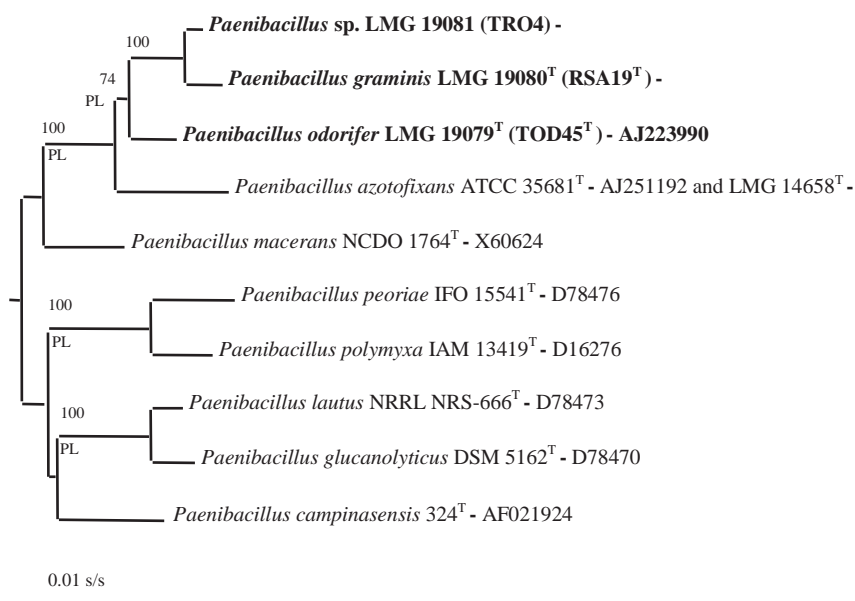 Paenibacillus sp. LMG 19081 (TRO4) -
100
Paenibacillus graminis LMG 19080ᵀ (RSA19ᵀ) -
74
PL
Paenibacillus odorifer LMG 19079ᵀ (TOD45ᵀ) - AJ223990
100
PL
Paenibacillus azotofixans ATCC 35681ᵀ - AJ251192 and LMG 14658ᵀ -
Paenibacillus macerans NCDO 1764ᵀ - X60624
Paenibacillus peoriae IFO 15541ᵀ - D78476
100
PL
Paenibacillus polymyxa IAM 13419ᵀ - D16276
Paenibacillus lautus NRRL NRS-666ᵀ - D78473
100
PL
Paenibacillus glucanolyticus DSM 5162ᵀ - D78470
Paenibacillus campinasensis 324ᵀ - AF021924
0.01 s/s